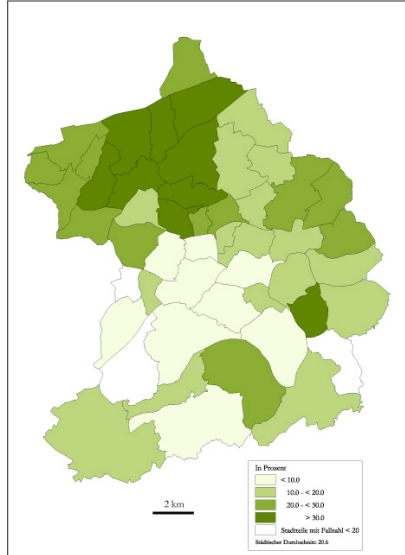 2 km
In Prozent
< 10.0
10.0 - < 20.0
20.0 - < 30.0
> 30.0
Stadtteile mit Fallzahl < 20
Städtischer Durchschnitt: 20.6